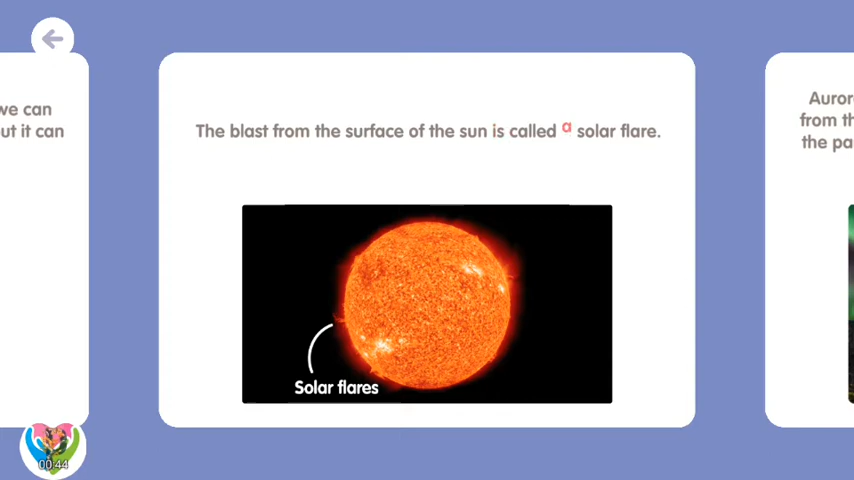 we can
ut it can
The blast from the surface of the sun is called a solar flare.
Solar flares
Auror
from th
the pa
00:44